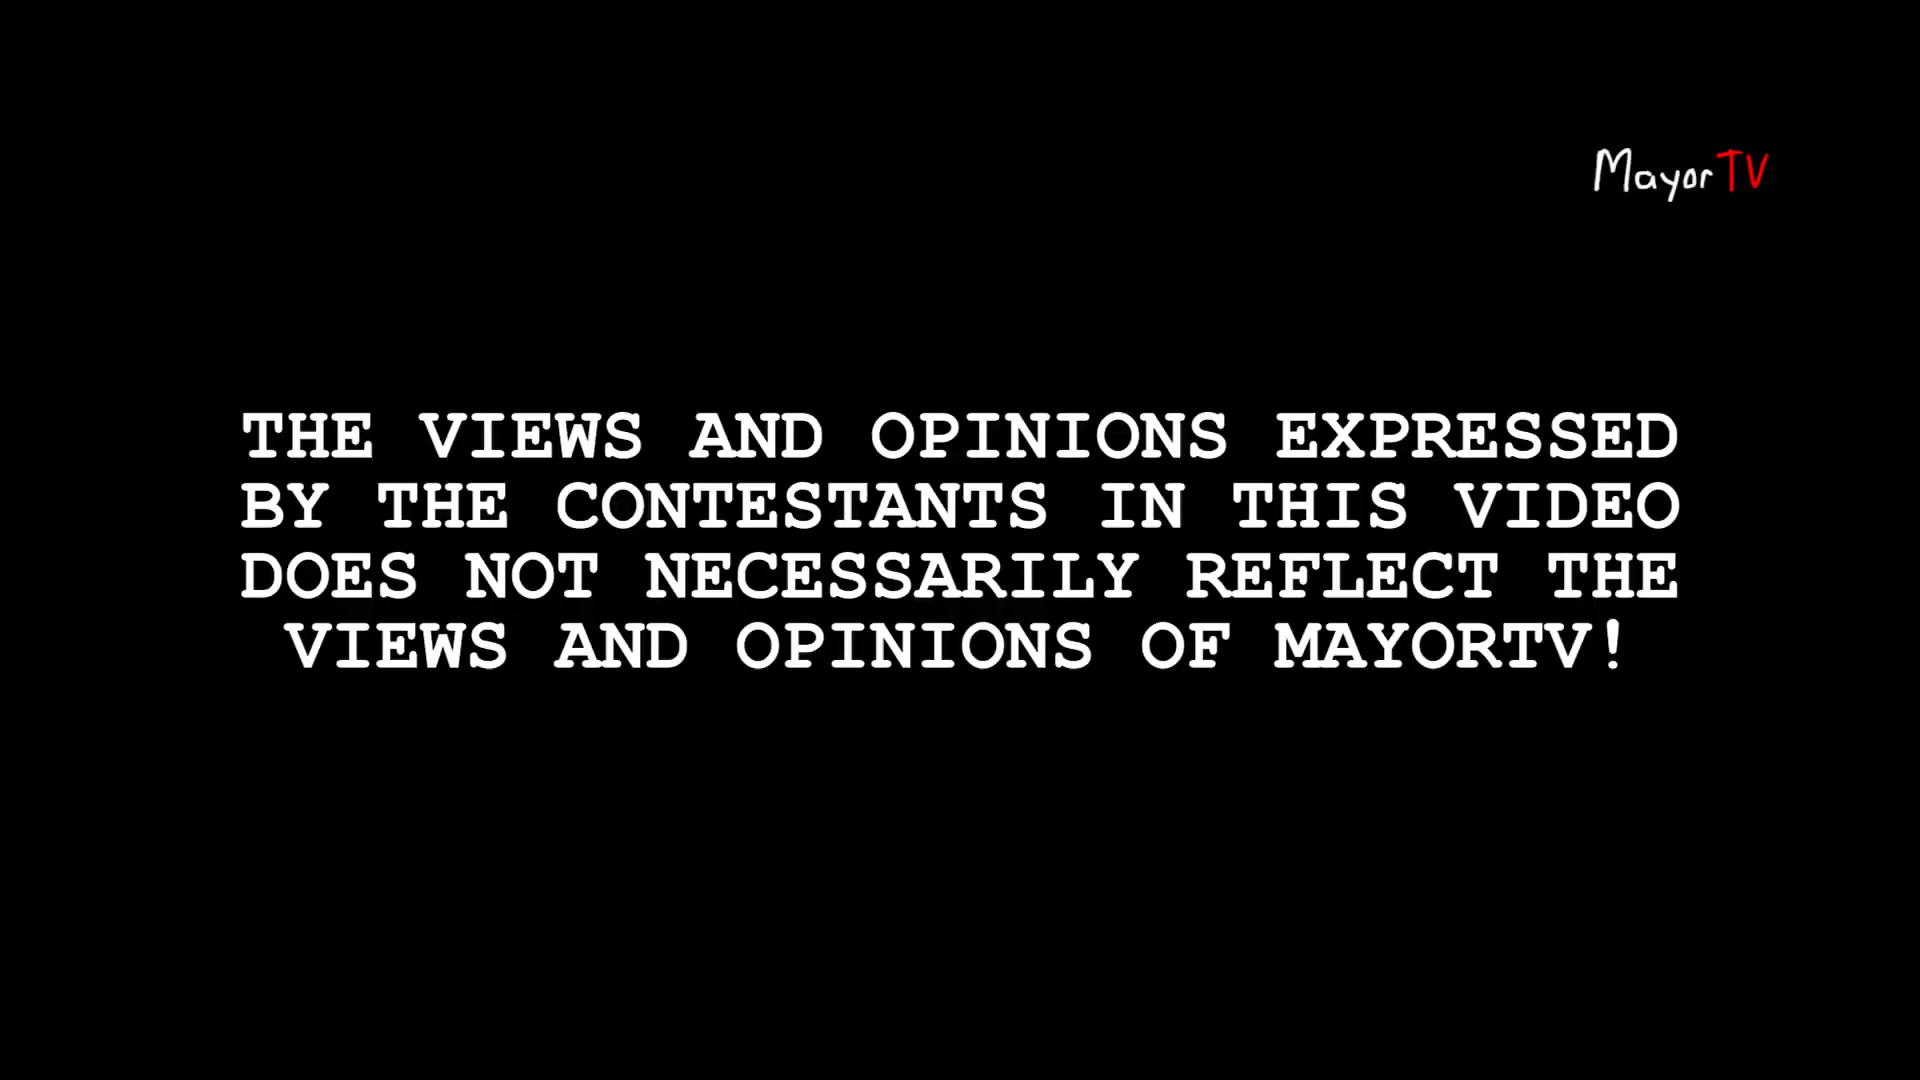 MayorTV
THE VIEWS AND OPINIONS EXPRESSED
BY THE CONTESTANTS IN THIS VIDEO
DOES NOT NECESSARILY REFLECT THE
VIEWS AND OPINIONS OF MAYORTV!